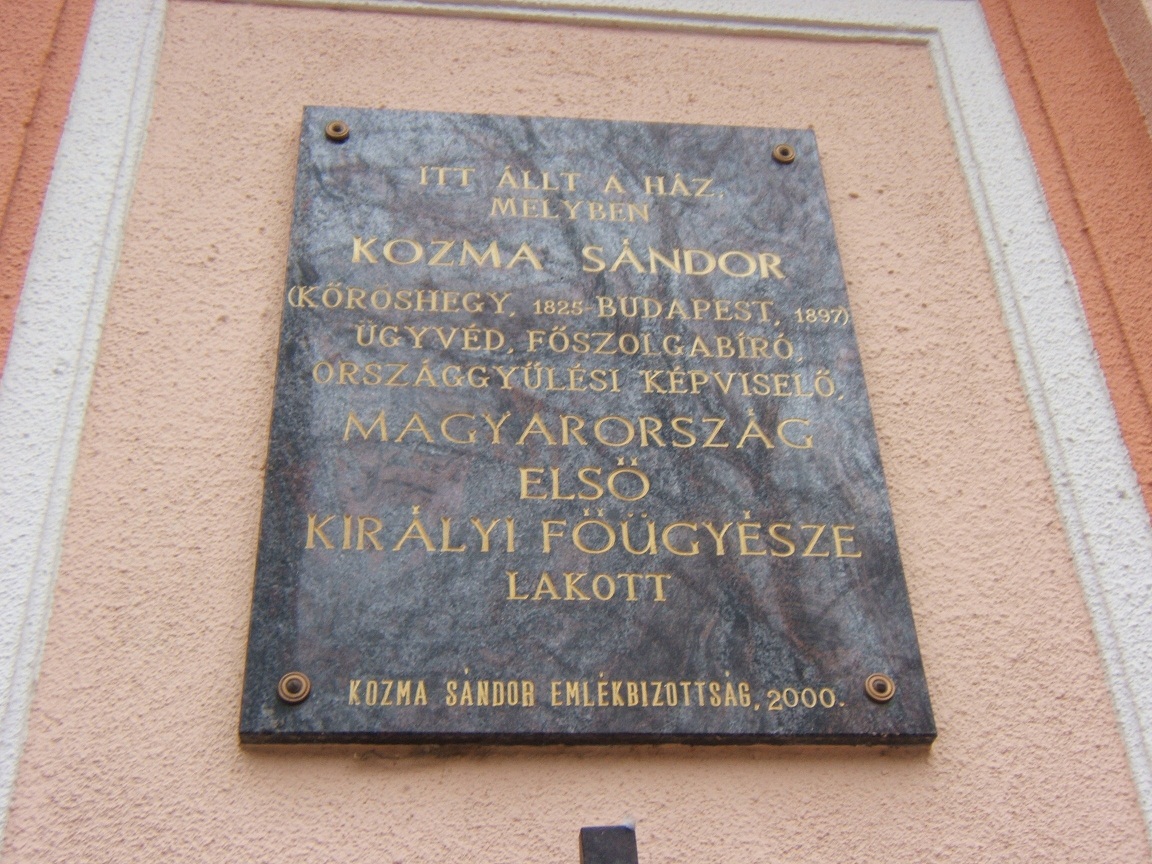 ITT ÁLLT A HÁZ,
MELYBEN
KOZMA SÁNDOR
(KŐRÖSHEGY, 1825-BUDAPEST, 1897)
ÜGYVÉD, FŐSZOLGABÍRÓ,
ORSZÁGGYŰLÉSI KÉPVISELŐ,
MAGYARORSZÁG
ELSŐ
KIRÁLYI FŐÜGYÉSZE
LAKOTT
KOZMA SÁNDOR EMLÉKBIZOTTSÁG, 2000.